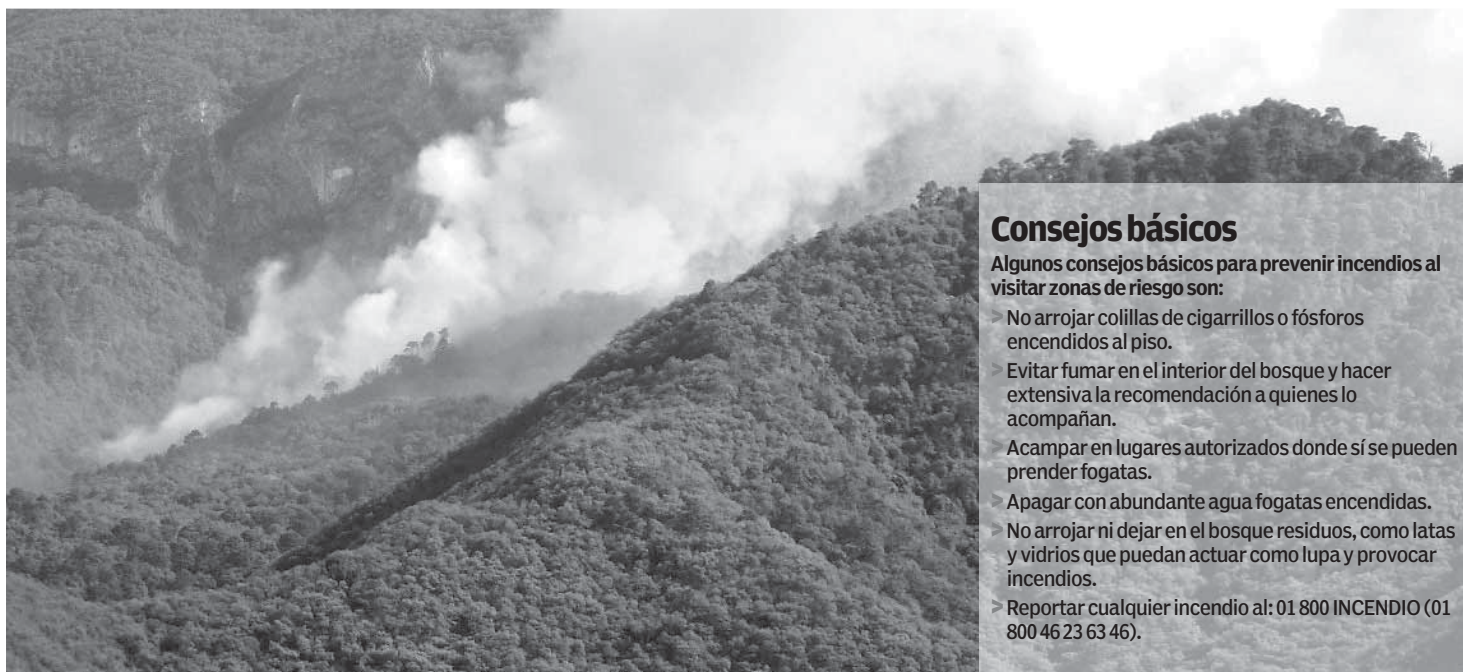 Consejos básicos
Algunos consejos básicos para prevenir incendios al
visitar zonas de riesgo son:
> No arrojar colillas de cigarrillos o fósforos
encendidos al piso.
> Evitar fumar en el interior del bosque y hacer
extensiva la recomendación a quienes lo
acompañan.
> Acampar en lugares autorizados donde sí se pueden
prender fogatas.
> Apagar con abundante agua fogatas encendidas.
> No arrojar ni dejar en el bosque residuos, como latas
y vidrios que puedan actuar como lupa y provocar
incendios.
> Reportar cualquier incendio al: 01 800 INCENDIO (01
800 46 23 63 46).